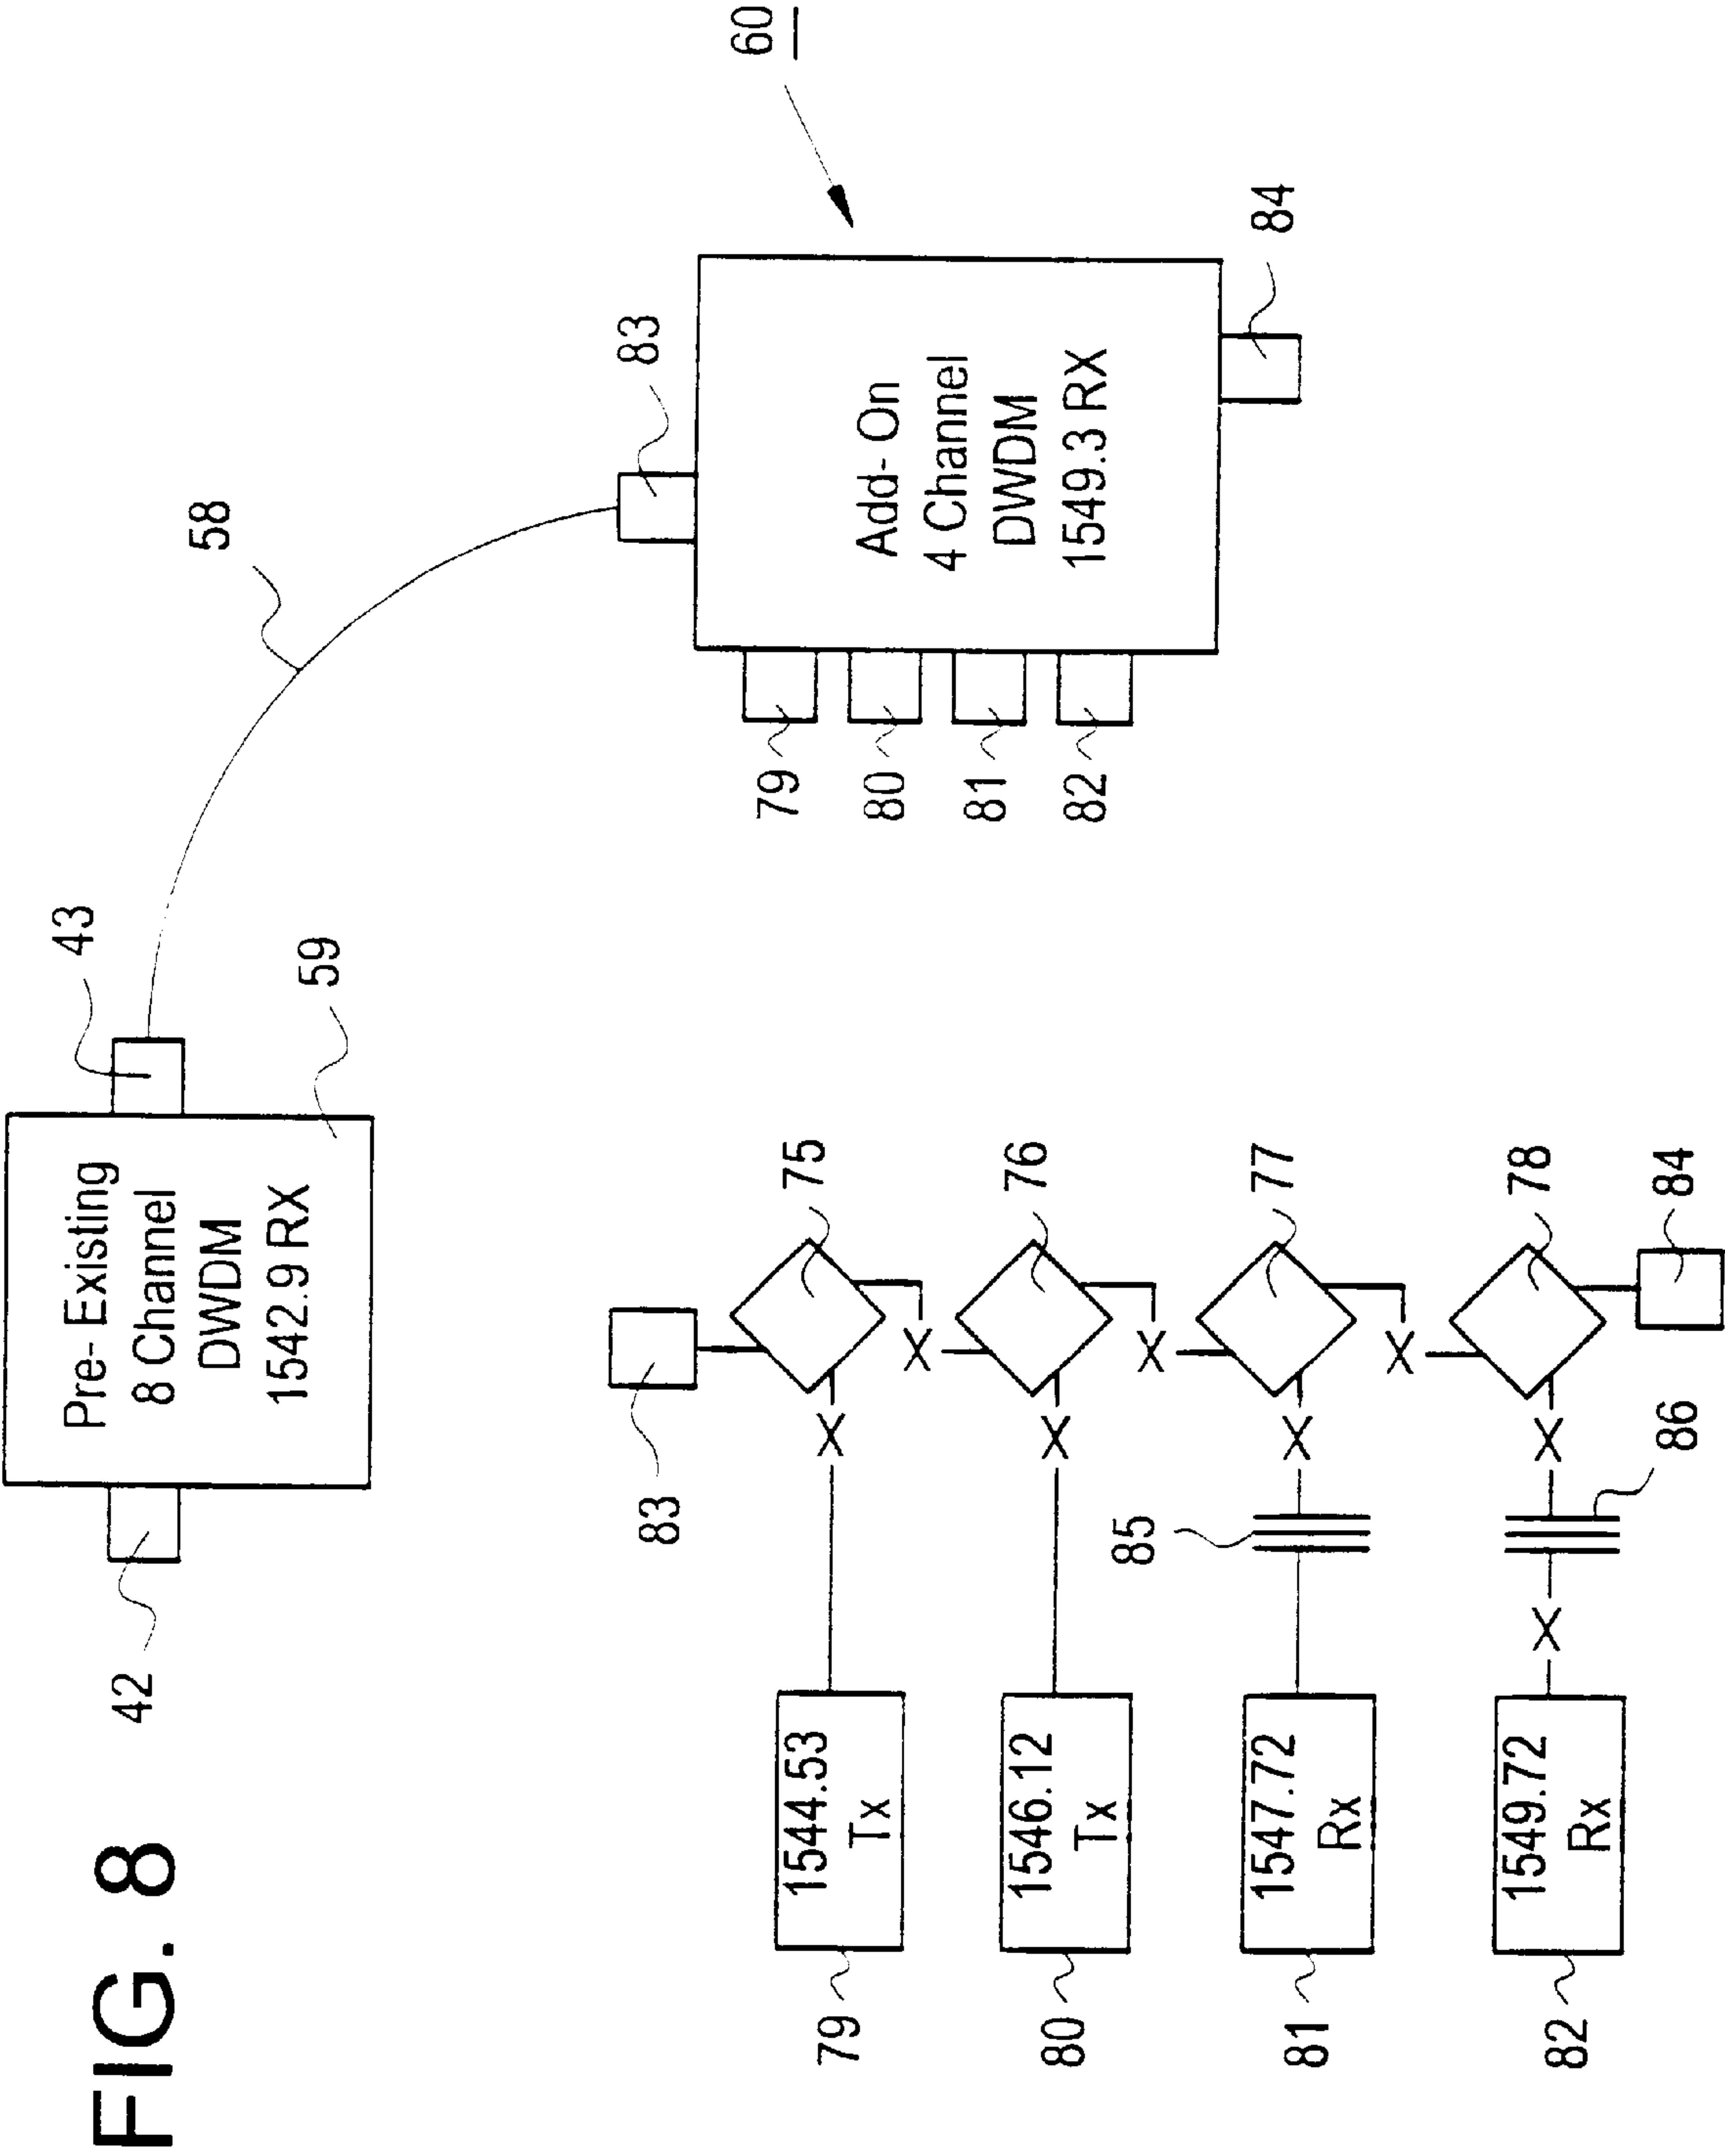 FIG. 8
42
Pre- Existing
8 Channel
DWDM
1542.9 RX
43
59
58
60
83
Add- On
4 Channel
DWDM
1549.3 RX
79
80
81
82
84
83
75
76
77
78
84
X
X
X
X
X
X
X
X
85
86
1544.53
Tx
1546.12
Tx
1547.72
Rx
1549.72
Rx
79
80
81
82